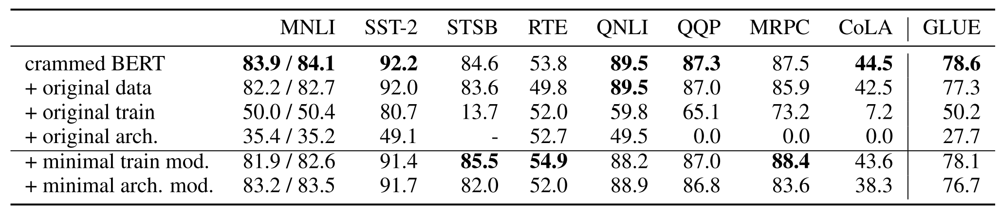 MNLI SST-2 STSB RTE QNLI QQP MRPC CoLA GLUE
crammed BERT 83.9 / 84.1 92.2 84.6 53.8 89.5 87.3 87.5 44.5 78.6
+ original data 82.2 / 82.7 92.0 83.6 49.8 89.5 87.0 85.9 42.5 77.3
+ original train 50.0 / 50.4 80.7 13.7 52.0 59.8 65.1 73.2 7.2 50.2
+ original arch. 35.4 / 35.2 49.1 - 52.7 49.5 0.0 0.0 0.0 27.7
+ minimal train mod. 81.9 / 82.6 91.4 85.5 54.9 88.2 87.0 88.4 43.6 78.1
+ minimal arch. mod. 83.2 / 83.5 91.7 82.0 52.0 88.9 86.8 83.6 38.3 76.7